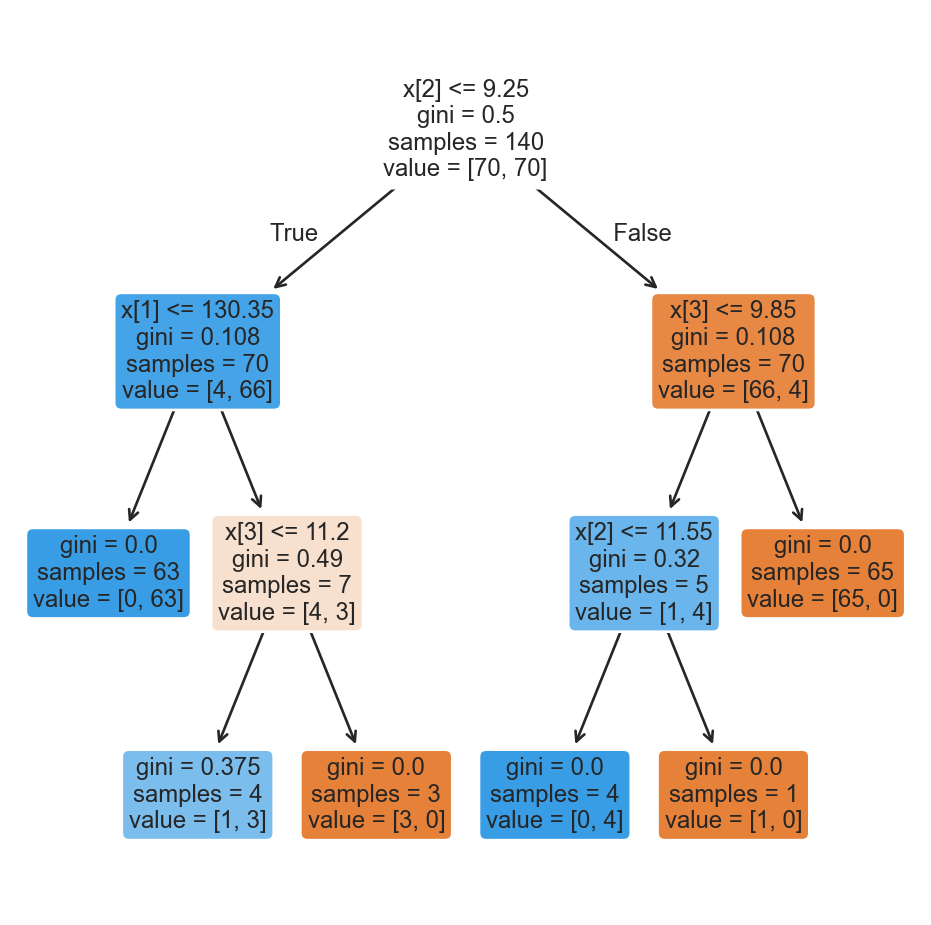 x[2] <= 9.25
gini = 0.5
samples = 140
value = [70, 70]
True
False
x[1] <= 130.35
gini = 0.108
samples = 70
value = [4, 66]
x[3] <= 9.85
gini = 0.108
samples = 70
value = [66, 4]
gini = 0.0
samples = 63
value = [0, 63]
x[3] <= 11.2
gini = 0.49
samples = 7
value = [4, 3]
x[2] <= 11.55
gini = 0.32
samples = 5
value = [1, 4]
gini = 0.0
samples = 65
value = [65, 0]
gini = 0.375
samples = 4
value = [1, 3]
gini = 0.0
samples = 3
value = [3, 0]
gini = 0.0
samples = 4
value = [0, 4]
gini = 0.0
samples = 1
value = [1, 0]